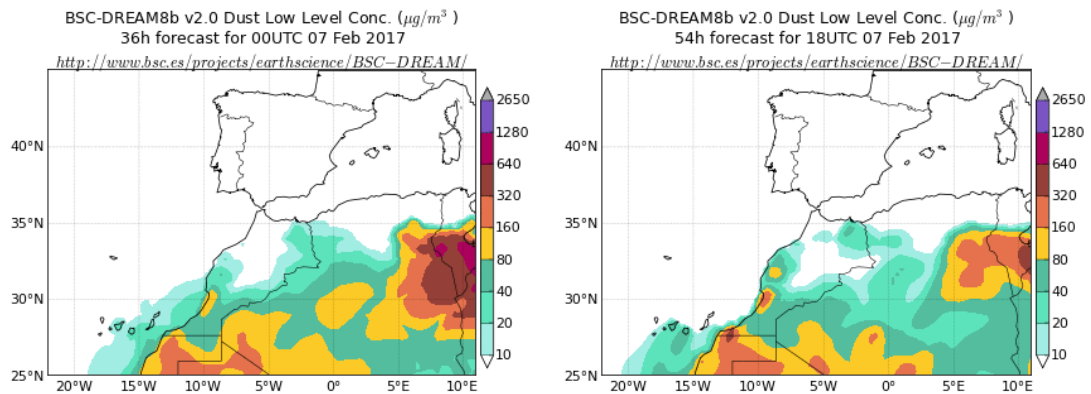 BSC-DREAM8b v2.0 Dust Low Level Conc. (μg/m³ )
36h forecast for 00UTC 07 Feb 2017
http://www.bsc.es/projects/earthscience/BSC−DREAM/
40°N
35°N
30°N
25°N
20°W
15°W
10°W
5°W
0°
5°E
10°E
2650
1280
640
320
160
80
40
20
10
BSC-DREAM8b v2.0 Dust Low Level Conc. (μg/m³ )
54h forecast for 18UTC 07 Feb 2017
http://www.bsc.es/projects/earthscience/BSC−DREAM/
40°N
35°N
30°N
25°N
20°W
15°W
10°W
5°W
0°
5°E
10°E
2650
1280
640
320
160
80
40
20
10